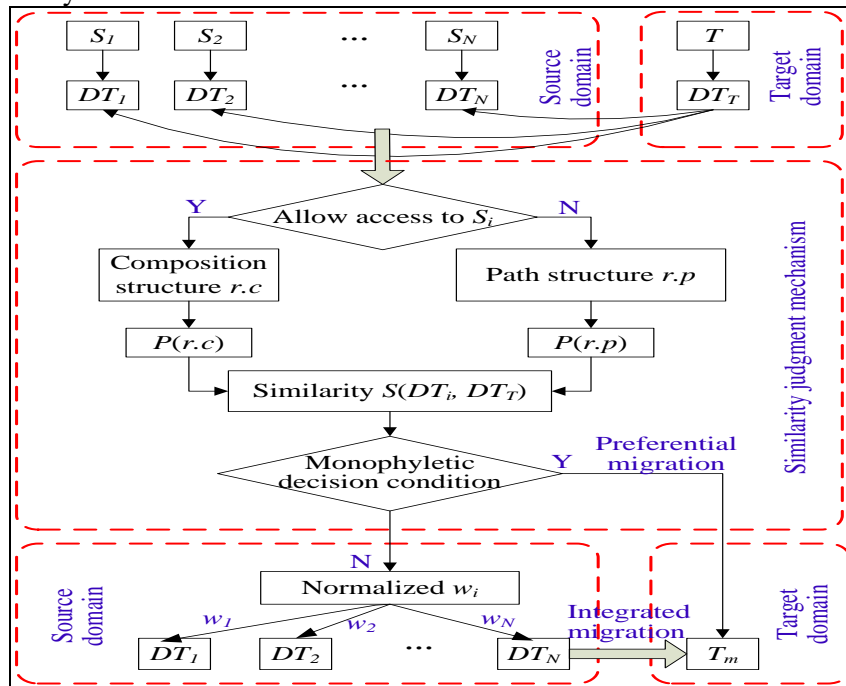 S1 S2 ... SN T
DT1 DT2 ... DTN DTT
Source
domain
Target
domain
Y Allow access to Si N
Composition
structure r.c
Path structure r.p
P(r.c) P(r.p)
Similarity S(DTi, DTT)
Similarity judgment mechanism
Monophyletic
decision condition
Y
Preferential
migration
N
Normalized wi
w1 w2 wN
Integrated
migration
DT1 DT2 ... DTN Tm
Source
domain
Target
domain